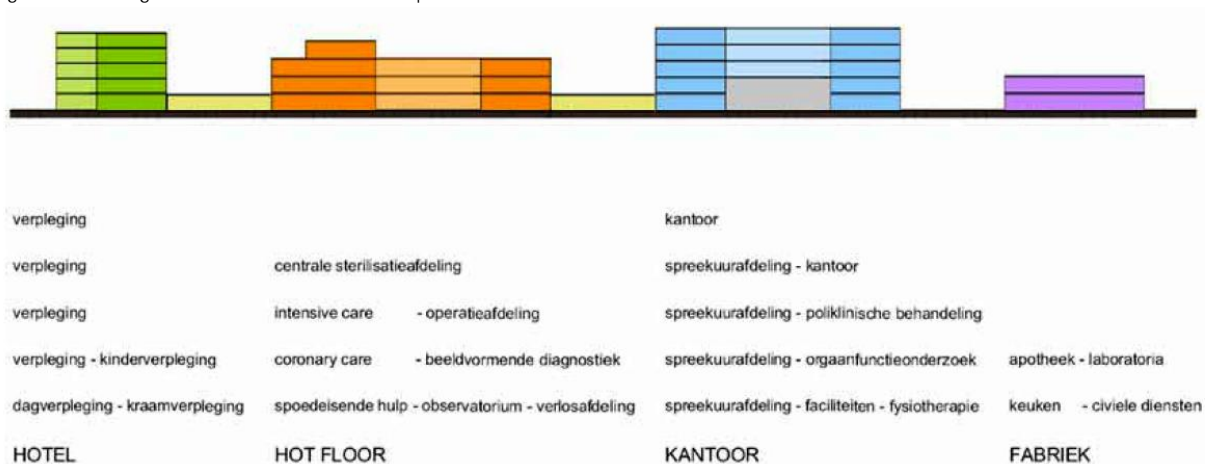 verpleging kantoor
verpleging centrale sterilisatieafdeling spreekuurafdeling - kantoor
verpleging intensive care - operatieafdeling spreekuurafdeling - poliklinische behandeling
verpleging - kinderverpleging coronary care - beeldvormende diagnostiek spreekuurafdeling - orgaanfunctieonderzoek apotheek - laboratoria
dagverpleging - kraamverpleging spoedeisende hulp - observatorium - verlosafdeling spreekuurafdeling - faciliteiten - fysiotherapie keuken - civiele diensten
HOTEL HOT FLOOR KANTOOR FABRIEK